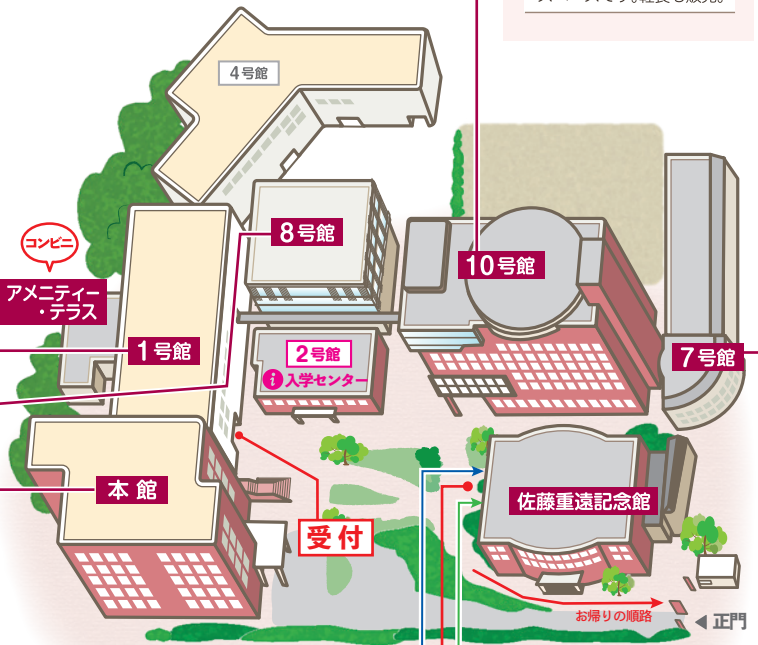 4号館
8号館
コンビニ
10号館
アメニティー
・テラス
1号館
2号館
i 入学センター
7号館
本館
佐藤重遠記念館
受付
お帰りの順路
◀正門